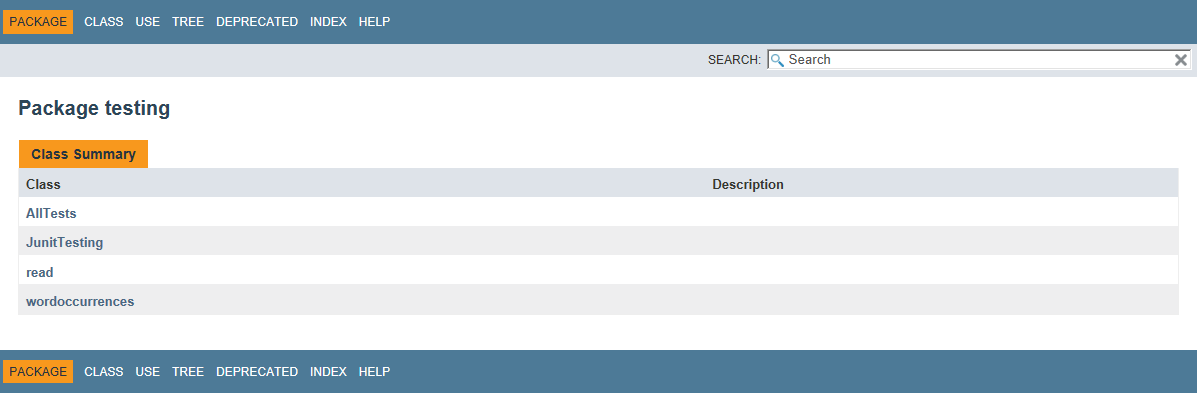 PACKAGE CLASS USE TREE DEPRECATED INDEX HELP
SEARCH: Search
Package testing
Class Summary
Class Description
AllTests
JunitTesting
read
wordoccurrences
PACKAGE CLASS USE TREE DEPRECATED INDEX HELP